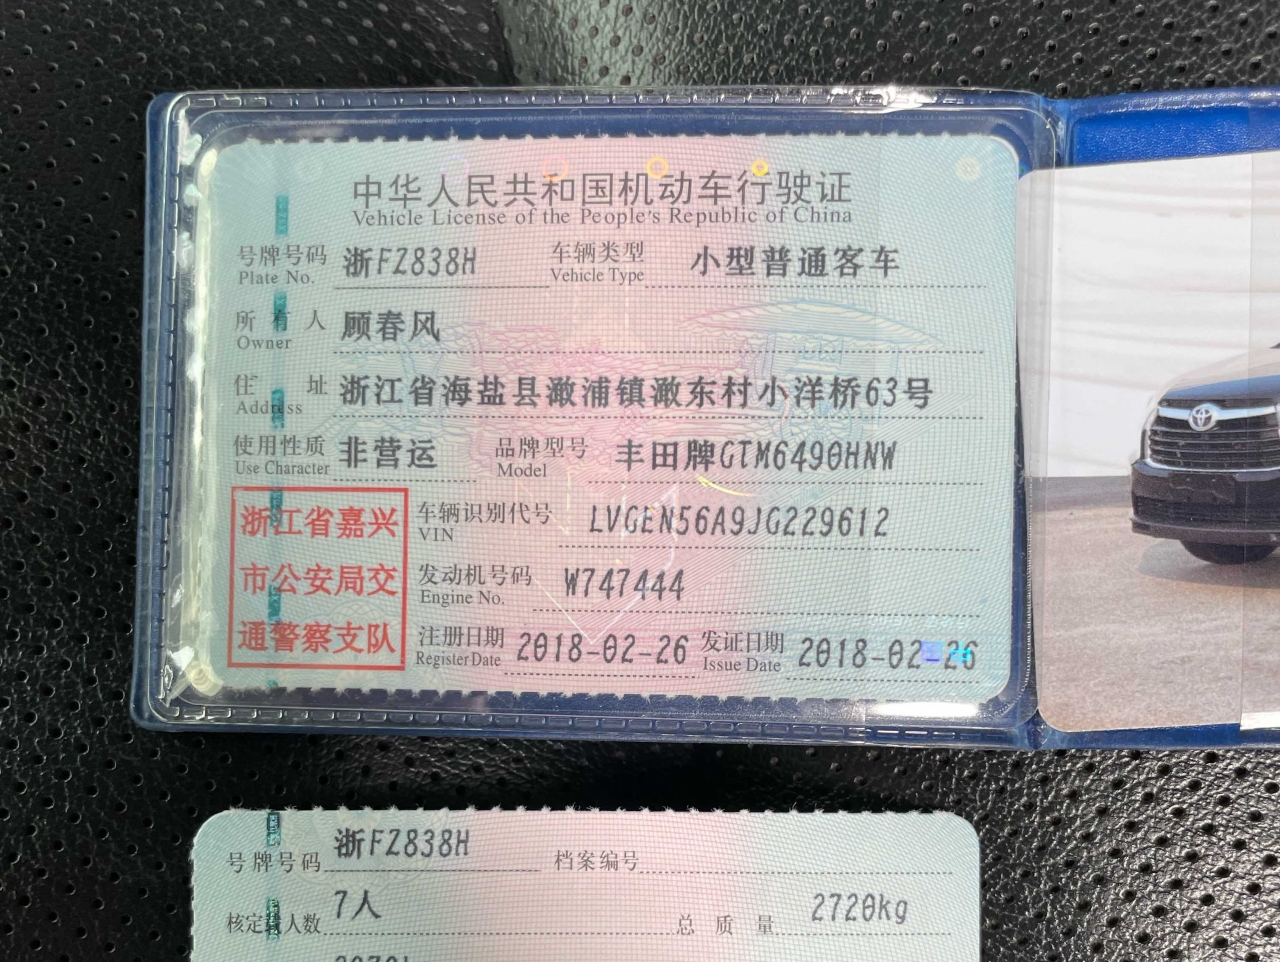 中华人民共和国机动车行驶证
Vehicle License of the People's Republic of China
号牌号码 浙FZ838H 车辆类型 小型普通客车
Plate No. Vehicle Type
所有人 顾春风
Owner
住址 浙江省海盐县澉浦镇澉东村小洋桥63号
Address
使用性质 非营运 品牌型号 丰田牌GTM6490HNW
Use Character Model
浙江省嘉兴
市公安局交
通警察支队
车辆识别代号 LVGEN56A9JG229612
VIN
发动机号码 W747444
Engine No.
注册日期 2018-02-26 发证日期 2018-02-26
Register Date Issue Date
号牌号码 浙FZ838H 档案编号
核定载人数 7人 总质量 2720kg